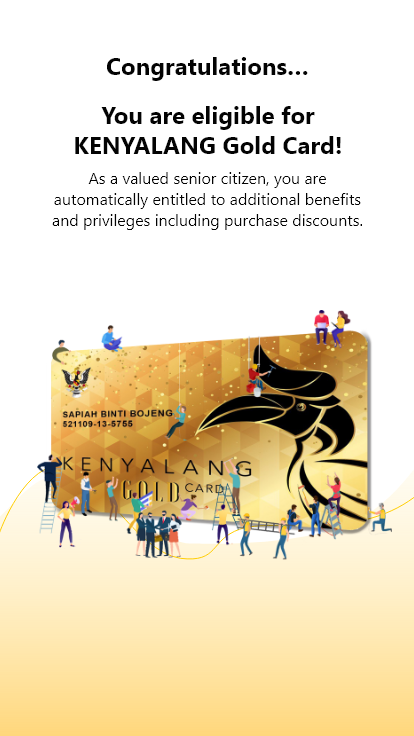 Congratulations...
You are eligible for
KENYALANG Gold Card!
As a valued senior citizen, you are
automatically entitled to additional benefits
and privileges including purchase discounts.
SAPIAH BINTI BOJENG
521109-13-5755
KENYALANG
GOLD CARD